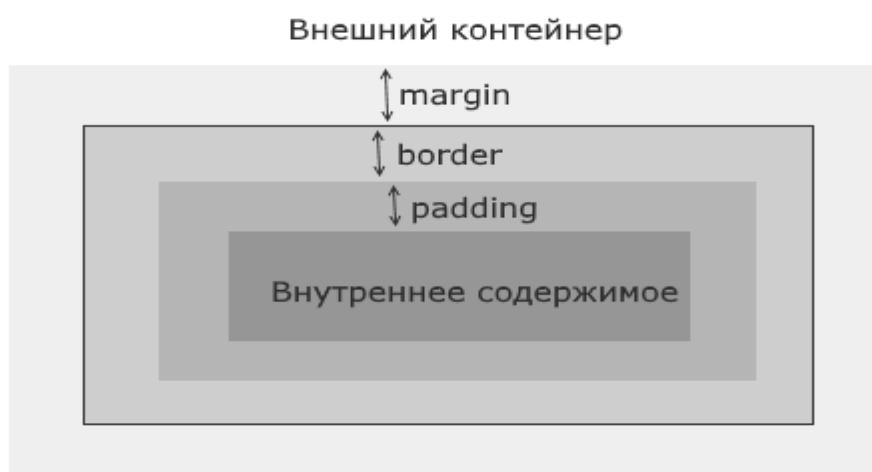 Внешний контейнер
margin
border
padding
Внутреннее содержимое